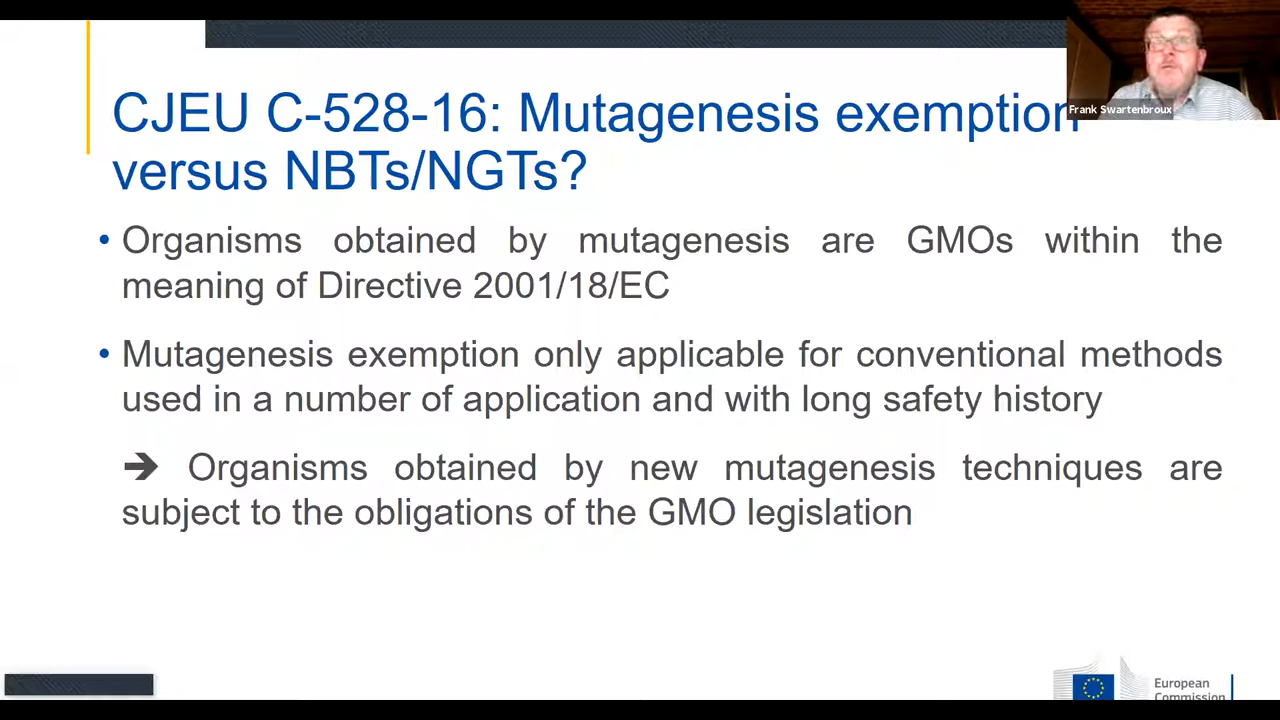 CJEU C-528-16: Mutagenesis exemption
versus NBTs/NGTs?
Frank Swartenbroux
• Organisms obtained by mutagenesis are GMOs within the
meaning of Directive 2001/18/EC
• Mutagenesis exemption only applicable for conventional methods
used in a number of application and with long safety history
➔ Organisms obtained by new mutagenesis techniques are
subject to the obligations of the GMO legislation
European
Commission